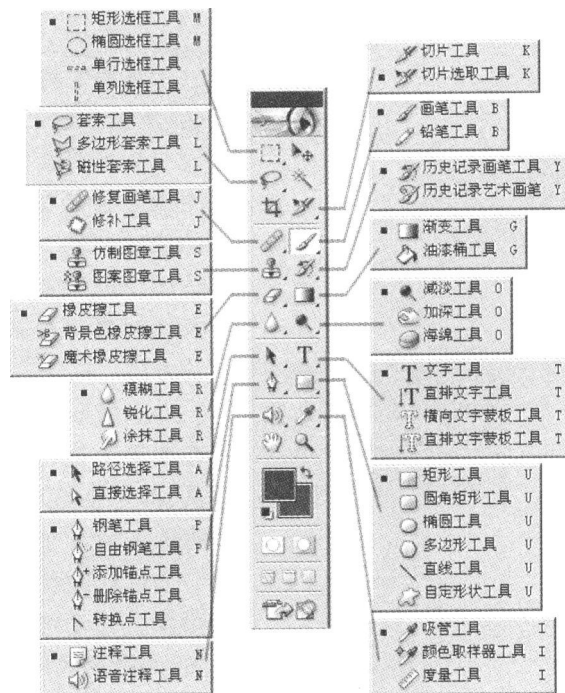 矩形选框工具 M
椭圆选框工具 M
单行选框工具
单列选框工具
套索工具 L
多边形套索工具 L
磁性套索工具 L
修复画笔工具 J
修补工具 J
仿制图章工具 S
图案图章工具 S
橡皮擦工具 E
背景色橡皮擦工具 E
魔术橡皮擦工具 E
模糊工具 R
锐化工具 R
涂抹工具 R
路径选择工具 A
直接选择工具 A
钢笔工具 P
自由钢笔工具 P
添加锚点工具
删除锚点工具
转换点工具
注释工具 N
语音注释工具 N
切片工具 K
切片选取工具 K
画笔工具 B
铅笔工具 B
历史记录画笔工具 Y
历史记录艺术画笔 Y
渐变工具 G
油漆桶工具 G
减淡工具 O
加深工具 O
海绵工具 O
文字工具 T
直排文字工具 T
横向文字蒙板工具 T
直排文字蒙板工具 T
矩形工具 U
圆角矩形工具 U
椭圆工具 U
多边形工具 U
直线工具 U
自定形状工具 U
吸管工具 I
颜色取样器工具 I
度量工具 I